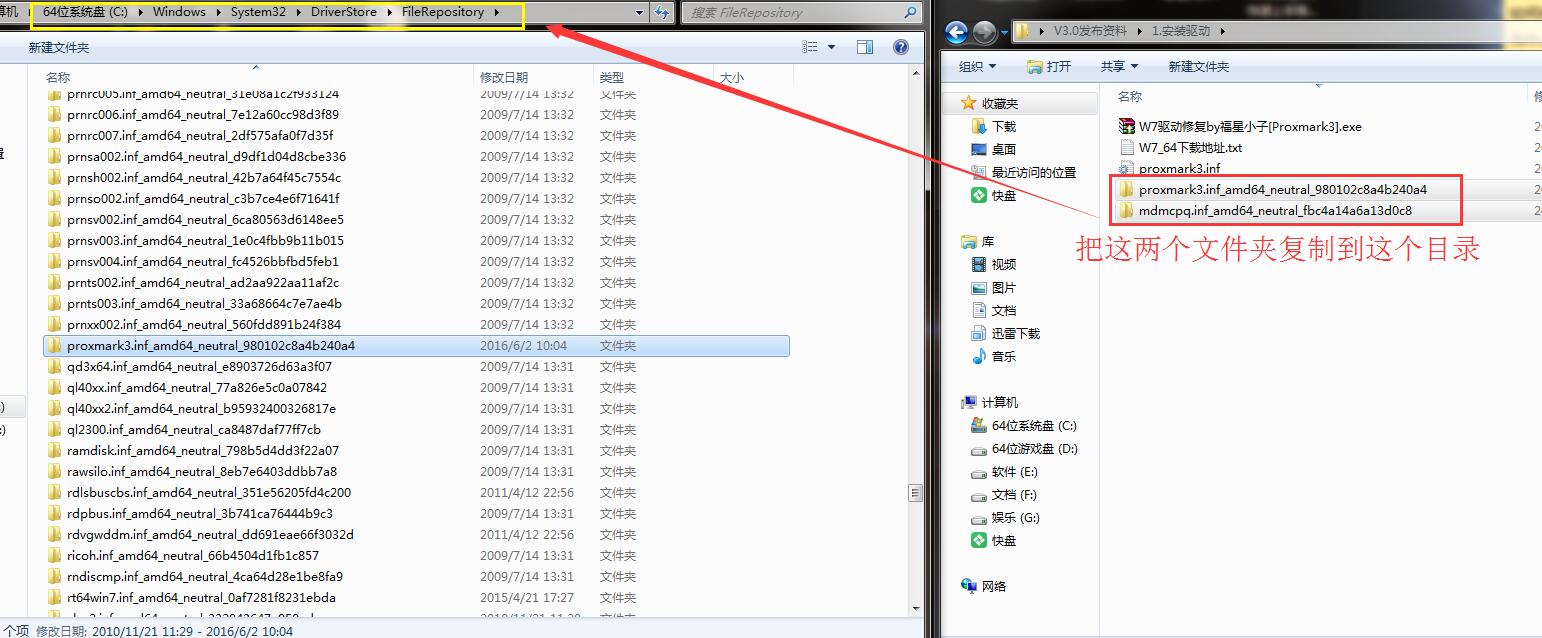 算机 64位系统盘 (C:) Windows System32 DriverStore FileRepository
搜索 FileRepository
新建文件夹
名称 修改日期 类型 大小
prnrc005.inf_amd64_neutral_31e08a1c2f933124 2009/7/14 13:32 文件夹
prnrc006.inf_amd64_neutral_7e12a60cc98d3f89 2009/7/14 13:32 文件夹
prnrc007.inf_amd64_neutral_2df575afa0f7d35f 2009/7/14 13:32 文件夹
prnsa002.inf_amd64_neutral_d9df1d04d8cbe336 2009/7/14 13:32 文件夹
prnsh002.inf_amd64_neutral_42b7a64f45c7554c 2009/7/14 13:32 文件夹
prnso002.inf_amd64_neutral_c3b7ce4e6f71641f 2009/7/14 13:32 文件夹
prnsv002.inf_amd64_neutral_6ca80563d6148ee5 2009/7/14 13:32 文件夹
prnsv003.inf_amd64_neutral_1e0c4fbb9b11b015 2009/7/14 13:32 文件夹
prnsv004.inf_amd64_neutral_fc4526bbfbd5feb1 2009/7/14 13:32 文件夹
prnts002.inf_amd64_neutral_ad2aa922aa11af2c 2009/7/14 13:32 文件夹
prnts003.inf_amd64_neutral_33a68664c7e7ae4b 2009/7/14 13:32 文件夹
prnxx002.inf_amd64_neutral_560fdd891b24f384 2009/7/14 13:32 文件夹
proxmark3.inf_amd64_neutral_980102c8a4b240a4 2016/6/2 10:04 文件夹
qd3x64.inf_amd64_neutral_e8903726d63a3f07 2009/7/14 13:31 文件夹
ql40xx.inf_amd64_neutral_77a826e5c0a07842 2009/7/14 13:31 文件夹
ql40xx2.inf_amd64_neutral_b95932400326817e 2009/7/14 13:31 文件夹
ql2300.inf_amd64_neutral_ca8487daf77ff7cb 2009/7/14 13:31 文件夹
ramdisk.inf_amd64_neutral_798b5d4dd3f22a07 2009/7/14 13:31 文件夹
rawsilo.inf_amd64_neutral_8eb7e6403ddbb7a8 2009/7/14 13:31 文件夹
rdlsbuscbs.inf_amd64_neutral_351e56205fd4c200 2011/4/12 22:56 文件夹
rdpbus.inf_amd64_neutral_3b741ca76444b9c3 2009/7/14 13:31 文件夹
rdvgwddm.inf_amd64_neutral_dd691eae66f3032d 2011/4/12 22:56 文件夹
ricoh.inf_amd64_neutral_66b4504d1fb1c857 2009/7/14 13:31 文件夹
rndiscmp.inf_amd64_neutral_4ca64d28e1be8fa9 2009/7/14 13:31 文件夹
rt64win7.inf_amd64_neutral_0af7281f8231ebda 2015/4/21 17:27 文件夹
个项 修改日期: 2010/11/21 11:29 - 2016/6/2 10:04
V3.0发布资料 1.安装驱动
组织 打开 共享 新建文件夹
收藏夹
下载
桌面
最近访问的位置
快盘
库
视频
图片
文档
迅雷下载
音乐
计算机
64位系统盘 (C:)
64位游戏盘 (D:)
软件 (E:)
文档 (F:)
娱乐 (G:)
快盘
网络
名称
W7驱动修复by福星小子[Proxmark3].exe
W7_64下载地址.txt
proxmark3.inf
proxmark3.inf_amd64_neutral_980102c8a4b240a4
mdmcpq.inf_amd64_neutral_fbc4a14a6a13d0c8
把这两个文件夹复制到这个目录